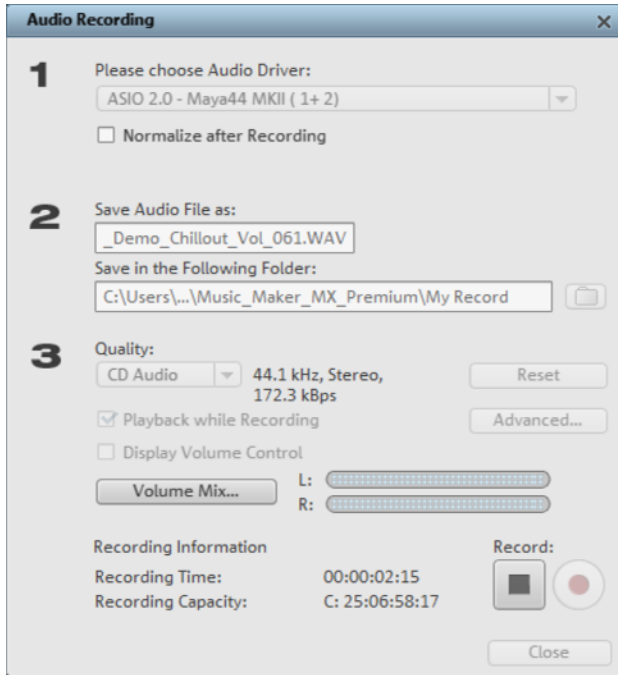 Audio Recording
1
Please choose Audio Driver:
ASIO 2.0 - Maya44 MKII ( 1+ 2)
Normalize after Recording
2
Save Audio File as:
_Demo_Chillout_Vol_061.WAV
Save in the Following Folder:
C:\Users\...\Music_Maker_MX_Premium\My Record
3
Quality:
CD Audio
44.1 kHz, Stereo,
172.3 kBps
Reset
Playback while Recording
Advanced...
Display Volume Control
Volume Mix...
L:
R:
Recording Information
Record:
Recording Time: 00:00:02:15
Recording Capacity: C: 25:06:58:17
Close